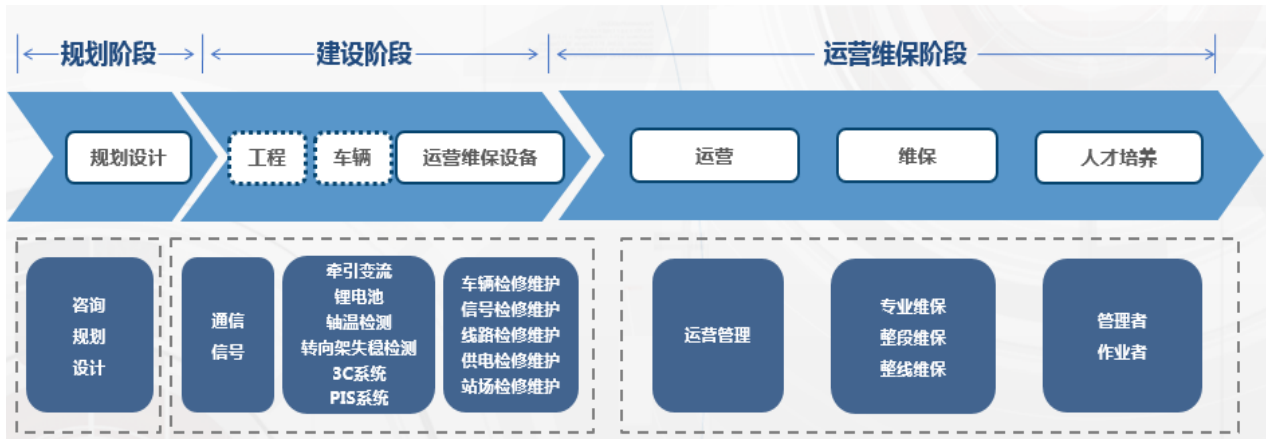 规划阶段
建设阶段
运营维保阶段
规划设计
工程
车辆
运营维保设备
运营
维保
人才培养
咨询
规划
设计
通信
信号
牵引变流
锂电池
轴温检测
转向架失稳检测
3C系统
PIS系统
车辆检修维护
信号检修维护
线路检修维护
供电检修维护
站场检修维护
运营管理
专业维保
整段维保
整线维保
管理者
作业者